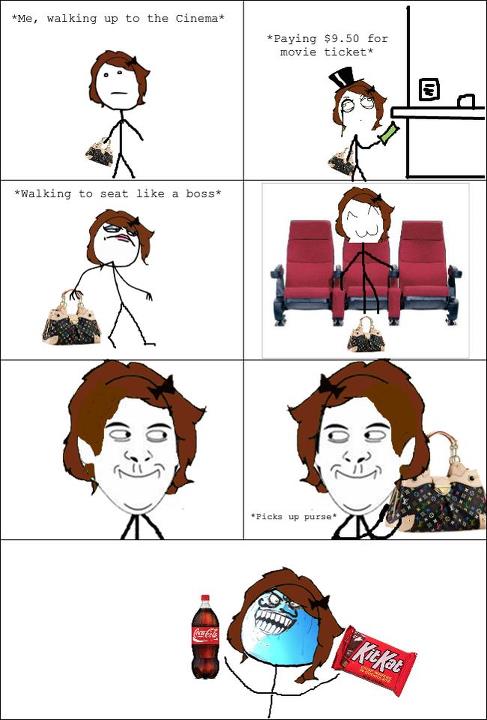 *Me, walking up to the Cinema*
*Paying $9.50 for
movie ticket*
*Walking to seat like a boss*
*Picks up purse*
Coca-Cola
KitKat